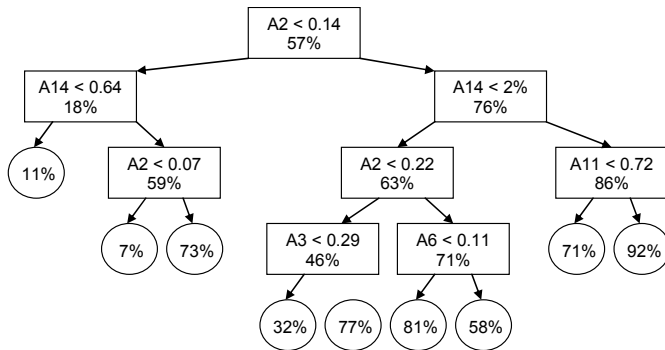 A2 < 0.14
57%
A14 < 0.64
18%
A14 < 2%
76%
11%
A2 < 0.07
59%
A2 < 0.22
63%
A11 < 0.72
86%
7%
73%
A3 < 0.29
46%
A6 < 0.11
71%
71%
92%
32%
77%
81%
58%